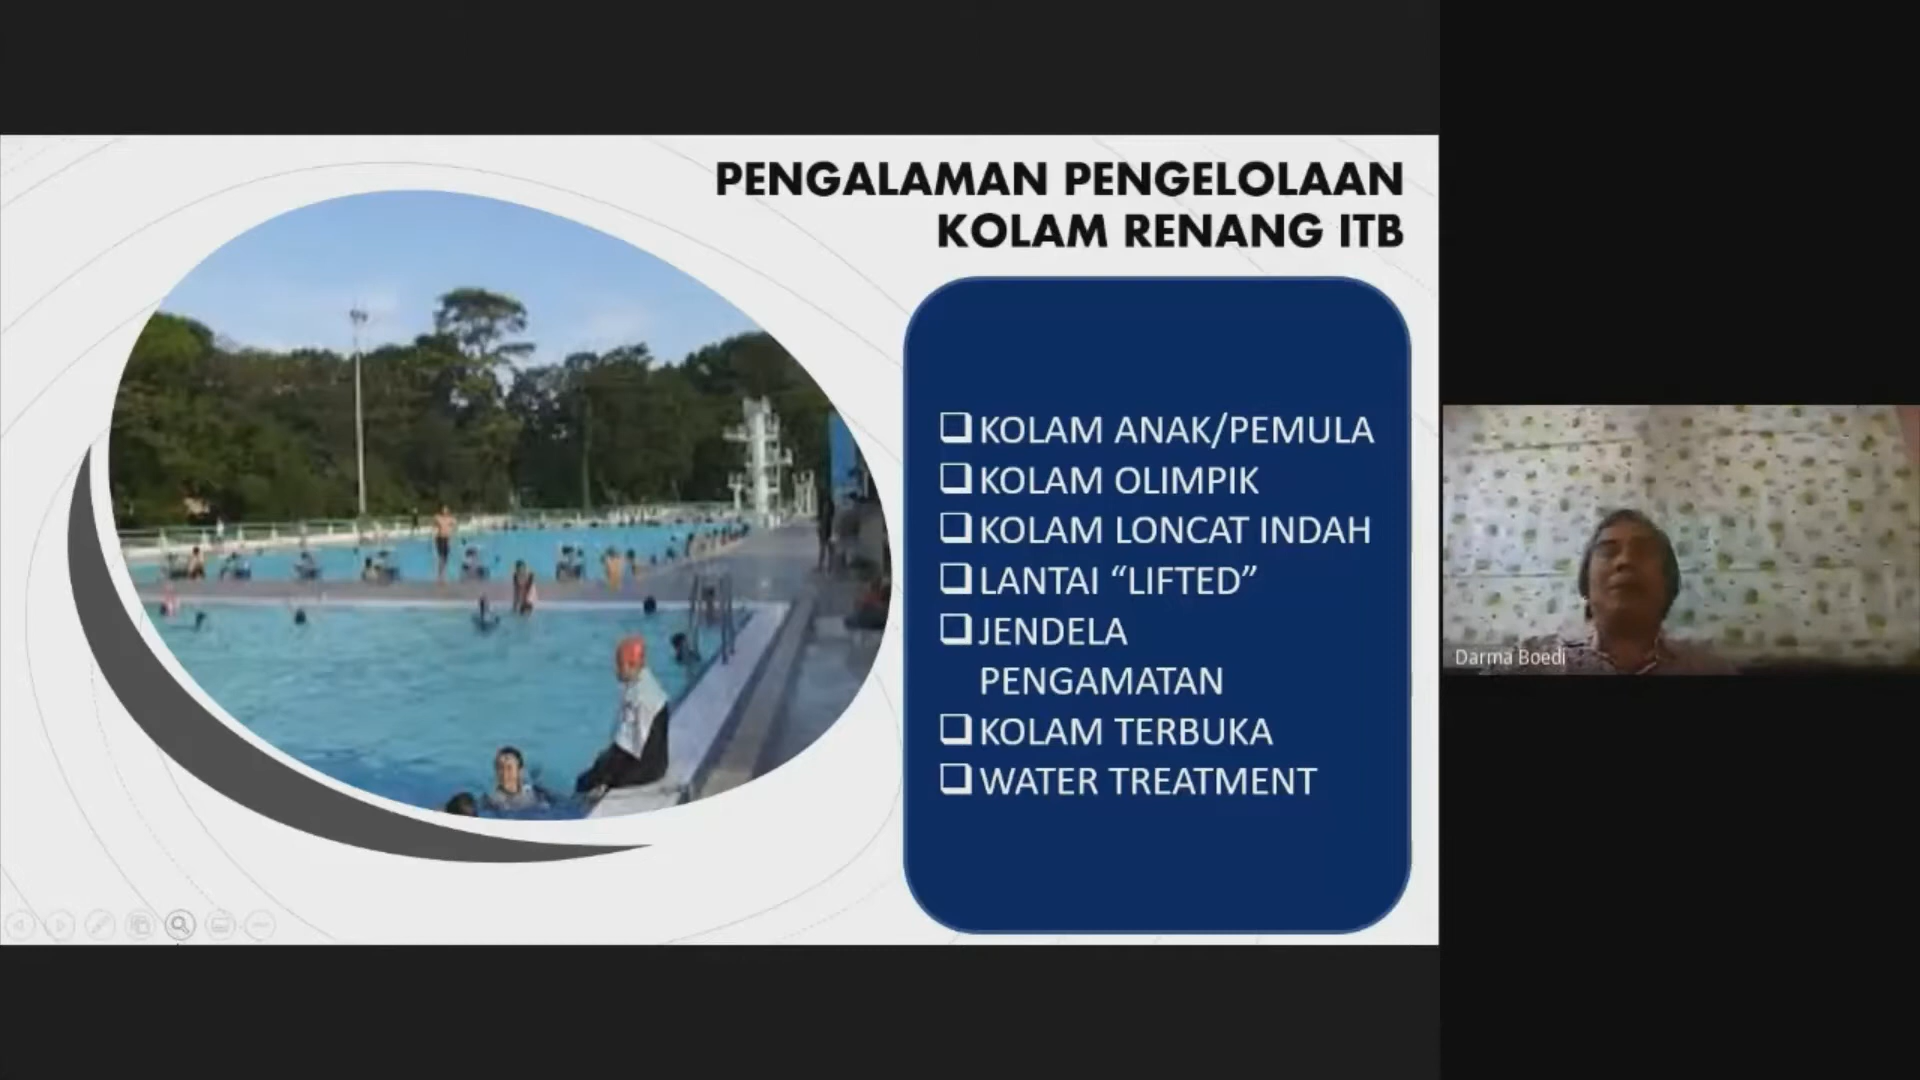 PENGALAMAN PENGELOLAAN
KOLAM RENANG ITB
KOLAM ANAK/PEMULA
KOLAM OLIMPIK
KOLAM LONCAT INDAH
LANTAI “LIFTED”
JENDELA
PENGAMATAN
KOLAM TERBUKA
WATER TREATMENT
Darma Boedi